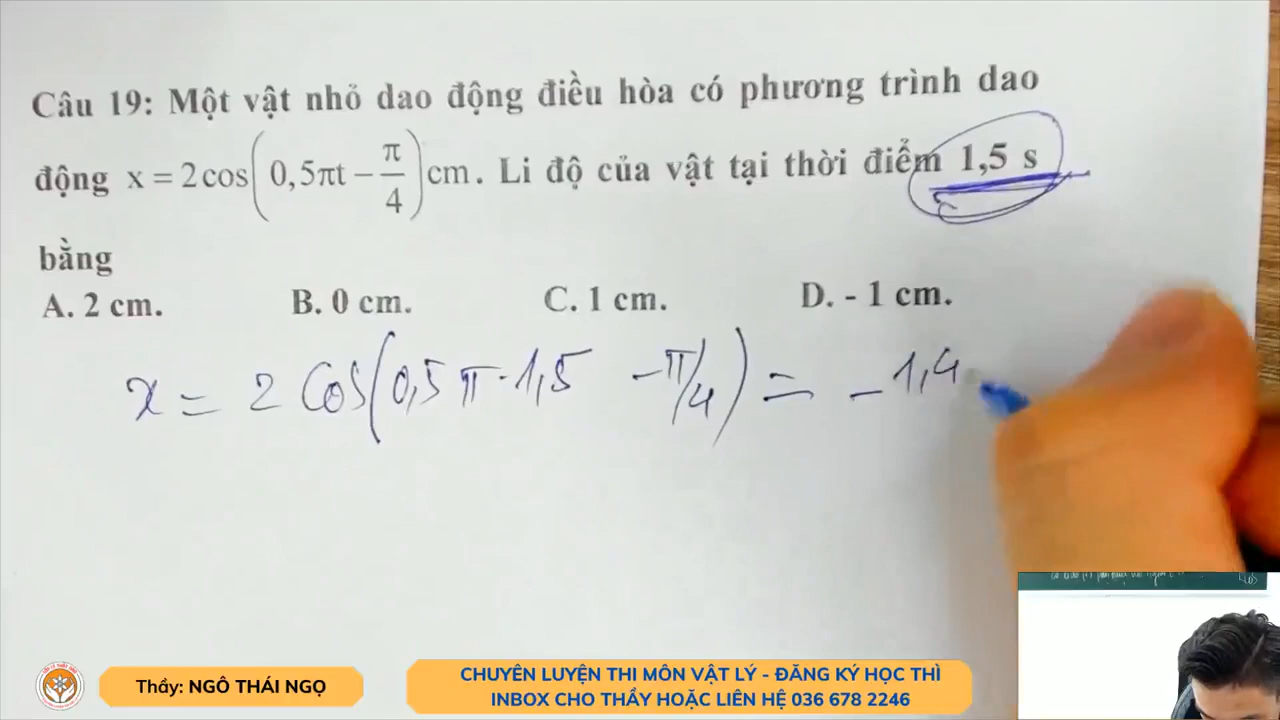 Câu 19: Một vật nhỏ dao động điều hòa có phương trình dao
động x = 2cos(0,5πt − π/4)cm. Li độ của vật tại thời điểm 1,5 s
bằng
A. 2 cm. B. 0 cm. C. 1 cm. D. - 1 cm.
x = 2 cos(0,5π·1,5 − π/4) = − 1,4
Thầy: NGÔ THÁI NGỌ
CHUYÊN LUYỆN THI MÔN VẬT LÝ - ĐĂNG KÝ HỌC THÌ
INBOX CHO THẦY HOẶC LIÊN HỆ 036 678 2246